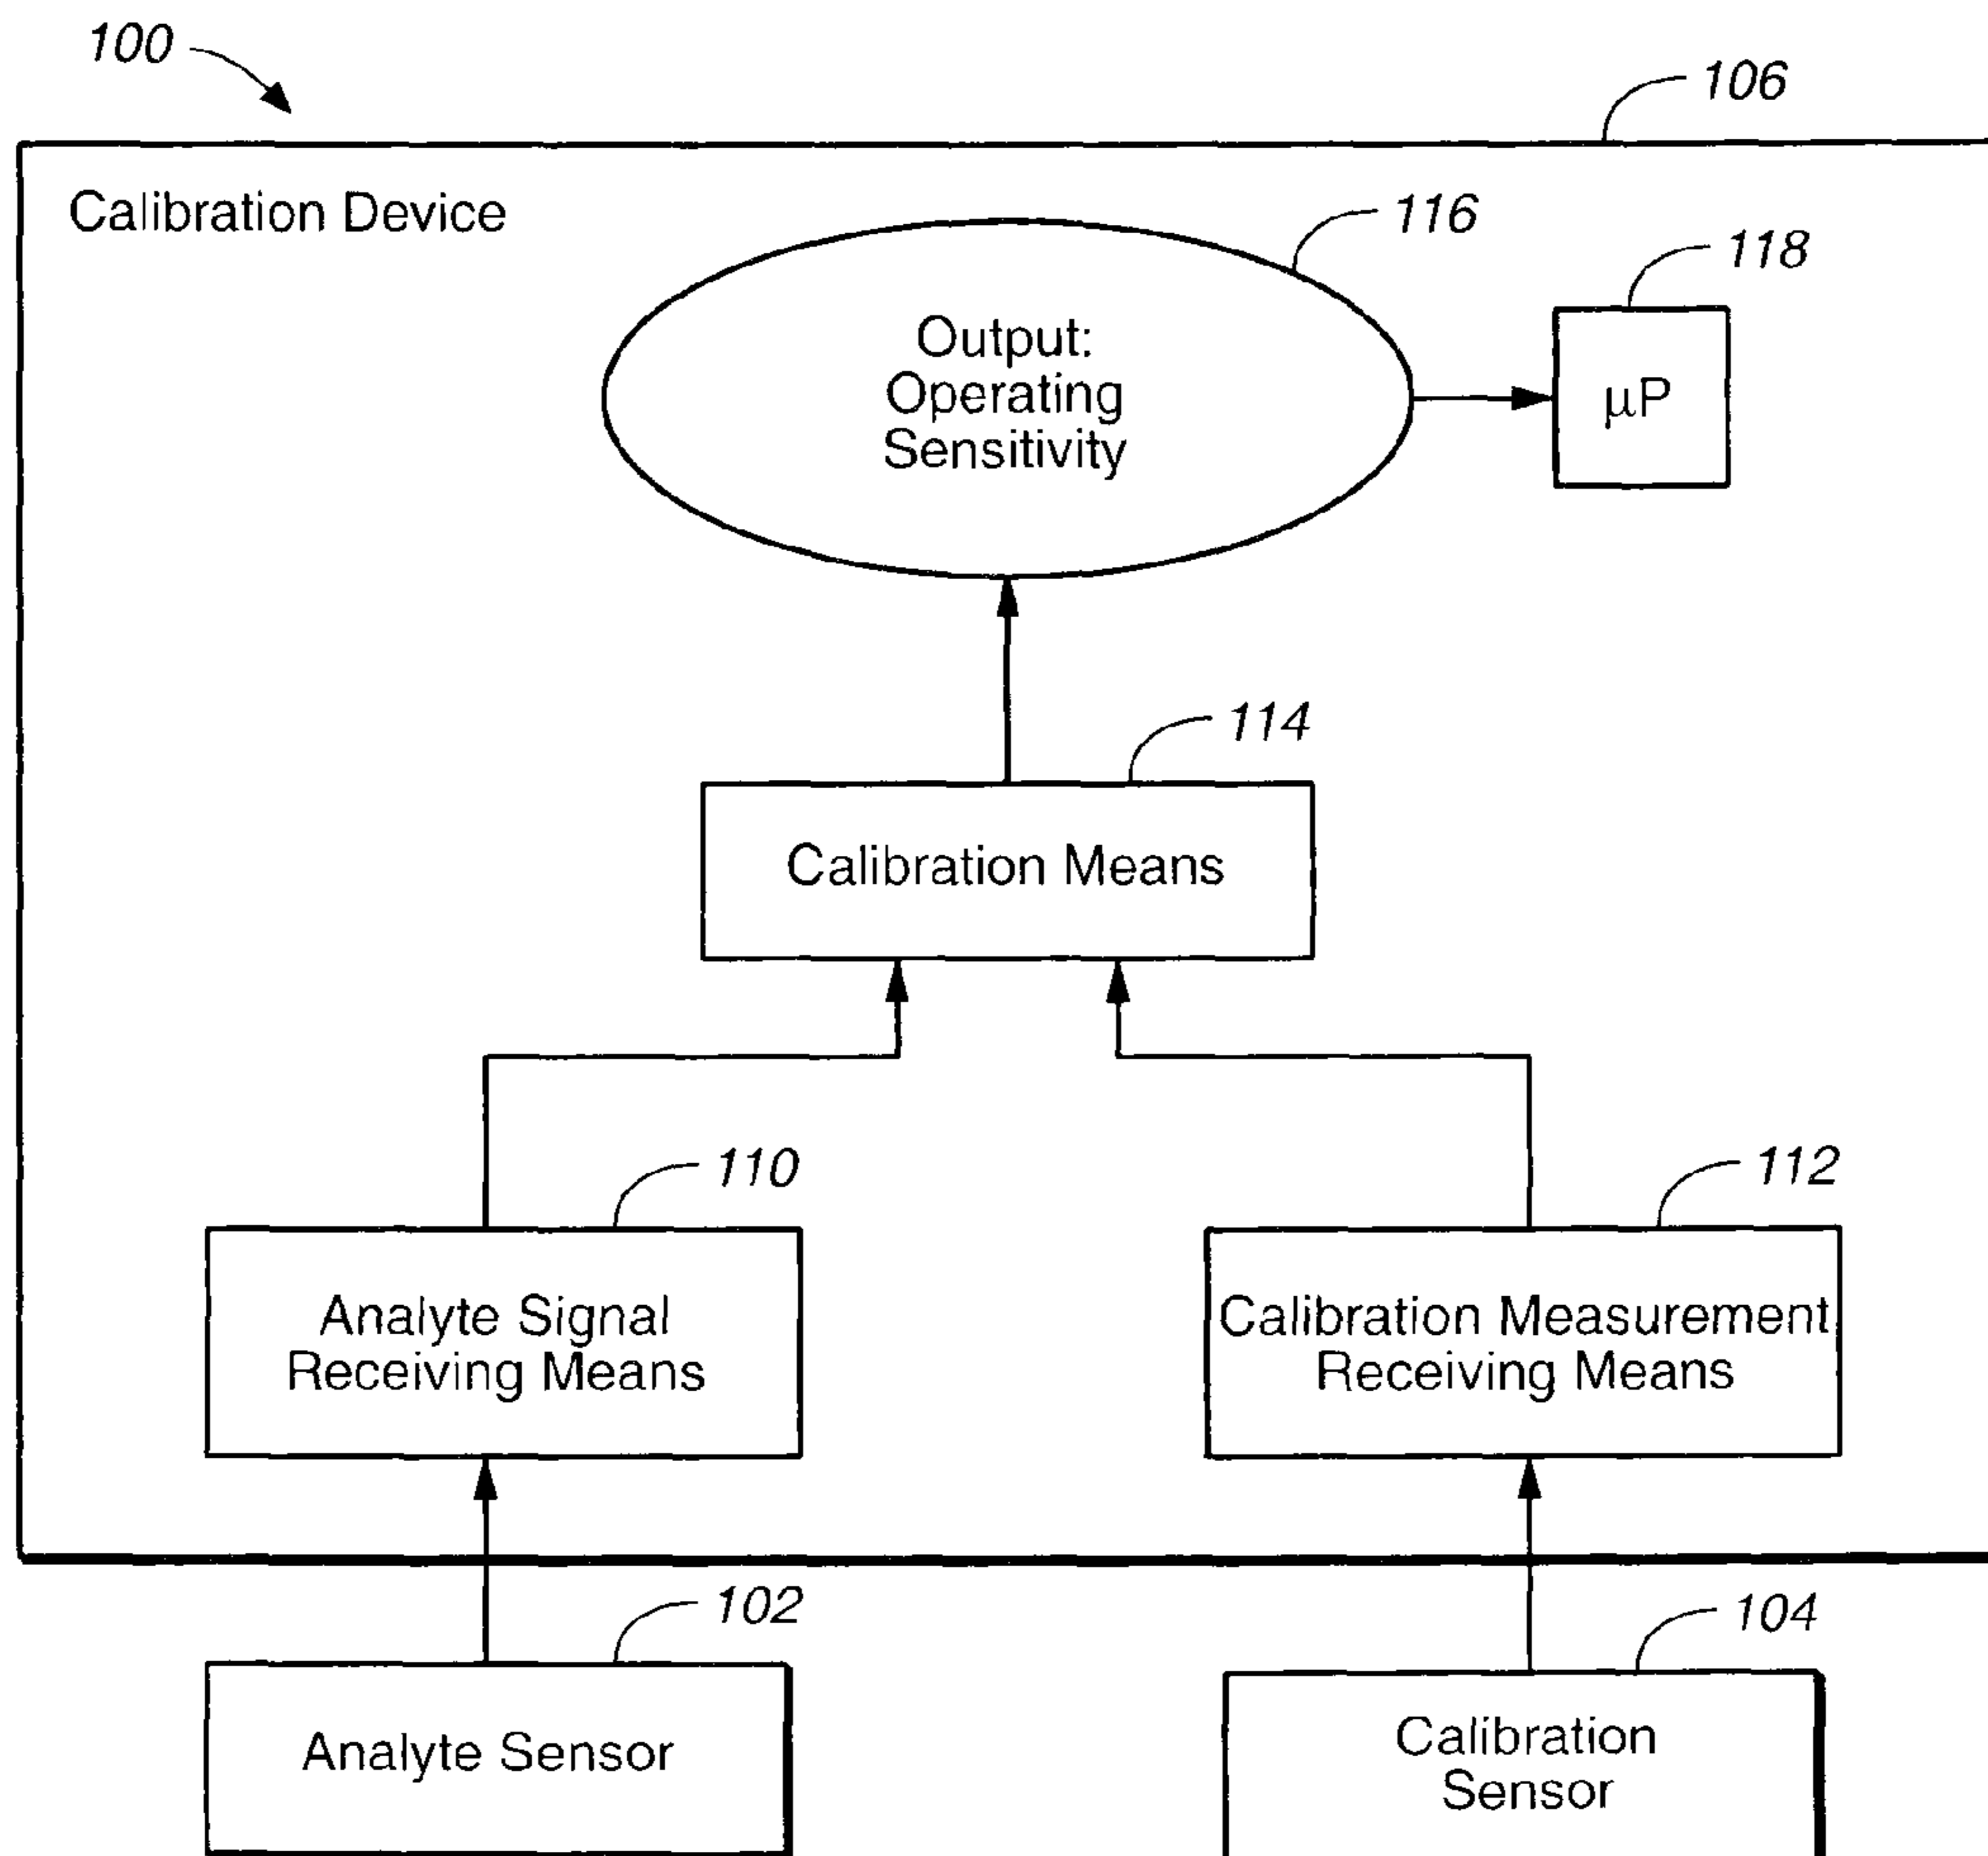 100
106
Calibration Device
116
118
Output:
Operating
Sensitivity
µP
114
Calibration Means
110
112
Analyte Signal
Receiving Means
Calibration Measurement
Receiving Means
102
104
Analyte Sensor
Calibration
Sensor